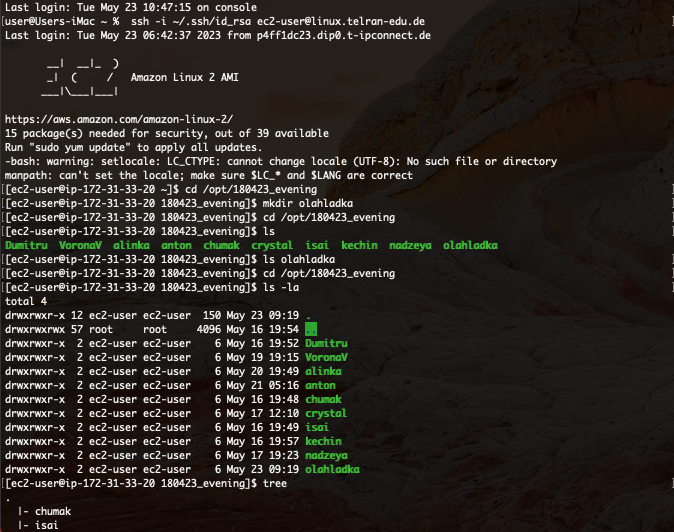 Last login: Tue May 23 10:47:15 on console
[user@Users-iMac ~ %  ssh -i ~/.ssh/id_rsa ec2-user@linux.telran-edu.de
Last login: Tue May 23 06:42:37 2023 from p4ff1dc23.dip0.t-ipconnect.de

       __|  __|_  )
       _|  (     /   Amazon Linux 2 AMI
      ___|\___|___|

https://aws.amazon.com/amazon-linux-2/
15 package(s) needed for security, out of 39 available
Run "sudo yum update" to apply all updates.
-bash: warning: setlocale: LC_CTYPE: cannot change locale (UTF-8): No such file or directory
manpath: can't set the locale; make sure $LC_* and $LANG are correct
[[ec2-user@ip-172-31-33-20 ~]$ cd /opt/180423_evening
[[ec2-user@ip-172-31-33-20 180423_evening]$ mkdir olahladka
[[ec2-user@ip-172-31-33-20 180423_evening]$ cd /opt/180423_evening
[[ec2-user@ip-172-31-33-20 180423_evening]$ ls
Dumitru  VoronaV  alinka  anton  chumak  crystal  isai  kechin  nadzeya  olahladka
[[ec2-user@ip-172-31-33-20 180423_evening]$ ls olahladka
[[ec2-user@ip-172-31-33-20 180423_evening]$ cd /opt/180423_evening
[[ec2-user@ip-172-31-33-20 180423_evening]$ ls -la
total 4
drwxrwxr-x 12 ec2-user ec2-user  150 May 23 09:19 .
drwxrwxrwx 57 root     root     4096 May 16 19:54 ..
drwxrwxr-x  2 ec2-user ec2-user    6 May 16 19:52 Dumitru
drwxrwxr-x  2 ec2-user ec2-user    6 May 19 19:15 VoronaV
drwxrwxr-x  2 ec2-user ec2-user    6 May 20 19:49 alinka
drwxrwxr-x  2 ec2-user ec2-user    6 May 21 05:16 anton
drwxrwxr-x  2 ec2-user ec2-user    6 May 16 19:48 chumak
drwxrwxr-x  2 ec2-user ec2-user    6 May 17 12:10 crystal
drwxrwxr-x  2 ec2-user ec2-user    6 May 16 19:49 isai
drwxrwxr-x  2 ec2-user ec2-user    6 May 16 19:57 kechin
drwxrwxr-x  2 ec2-user ec2-user    6 May 17 19:23 nadzeya
drwxrwxr-x  2 ec2-user ec2-user    6 May 23 09:19 olahladka
[[ec2-user@ip-172-31-33-20 180423_evening]$ tree
.
  |- chumak
  |- isai